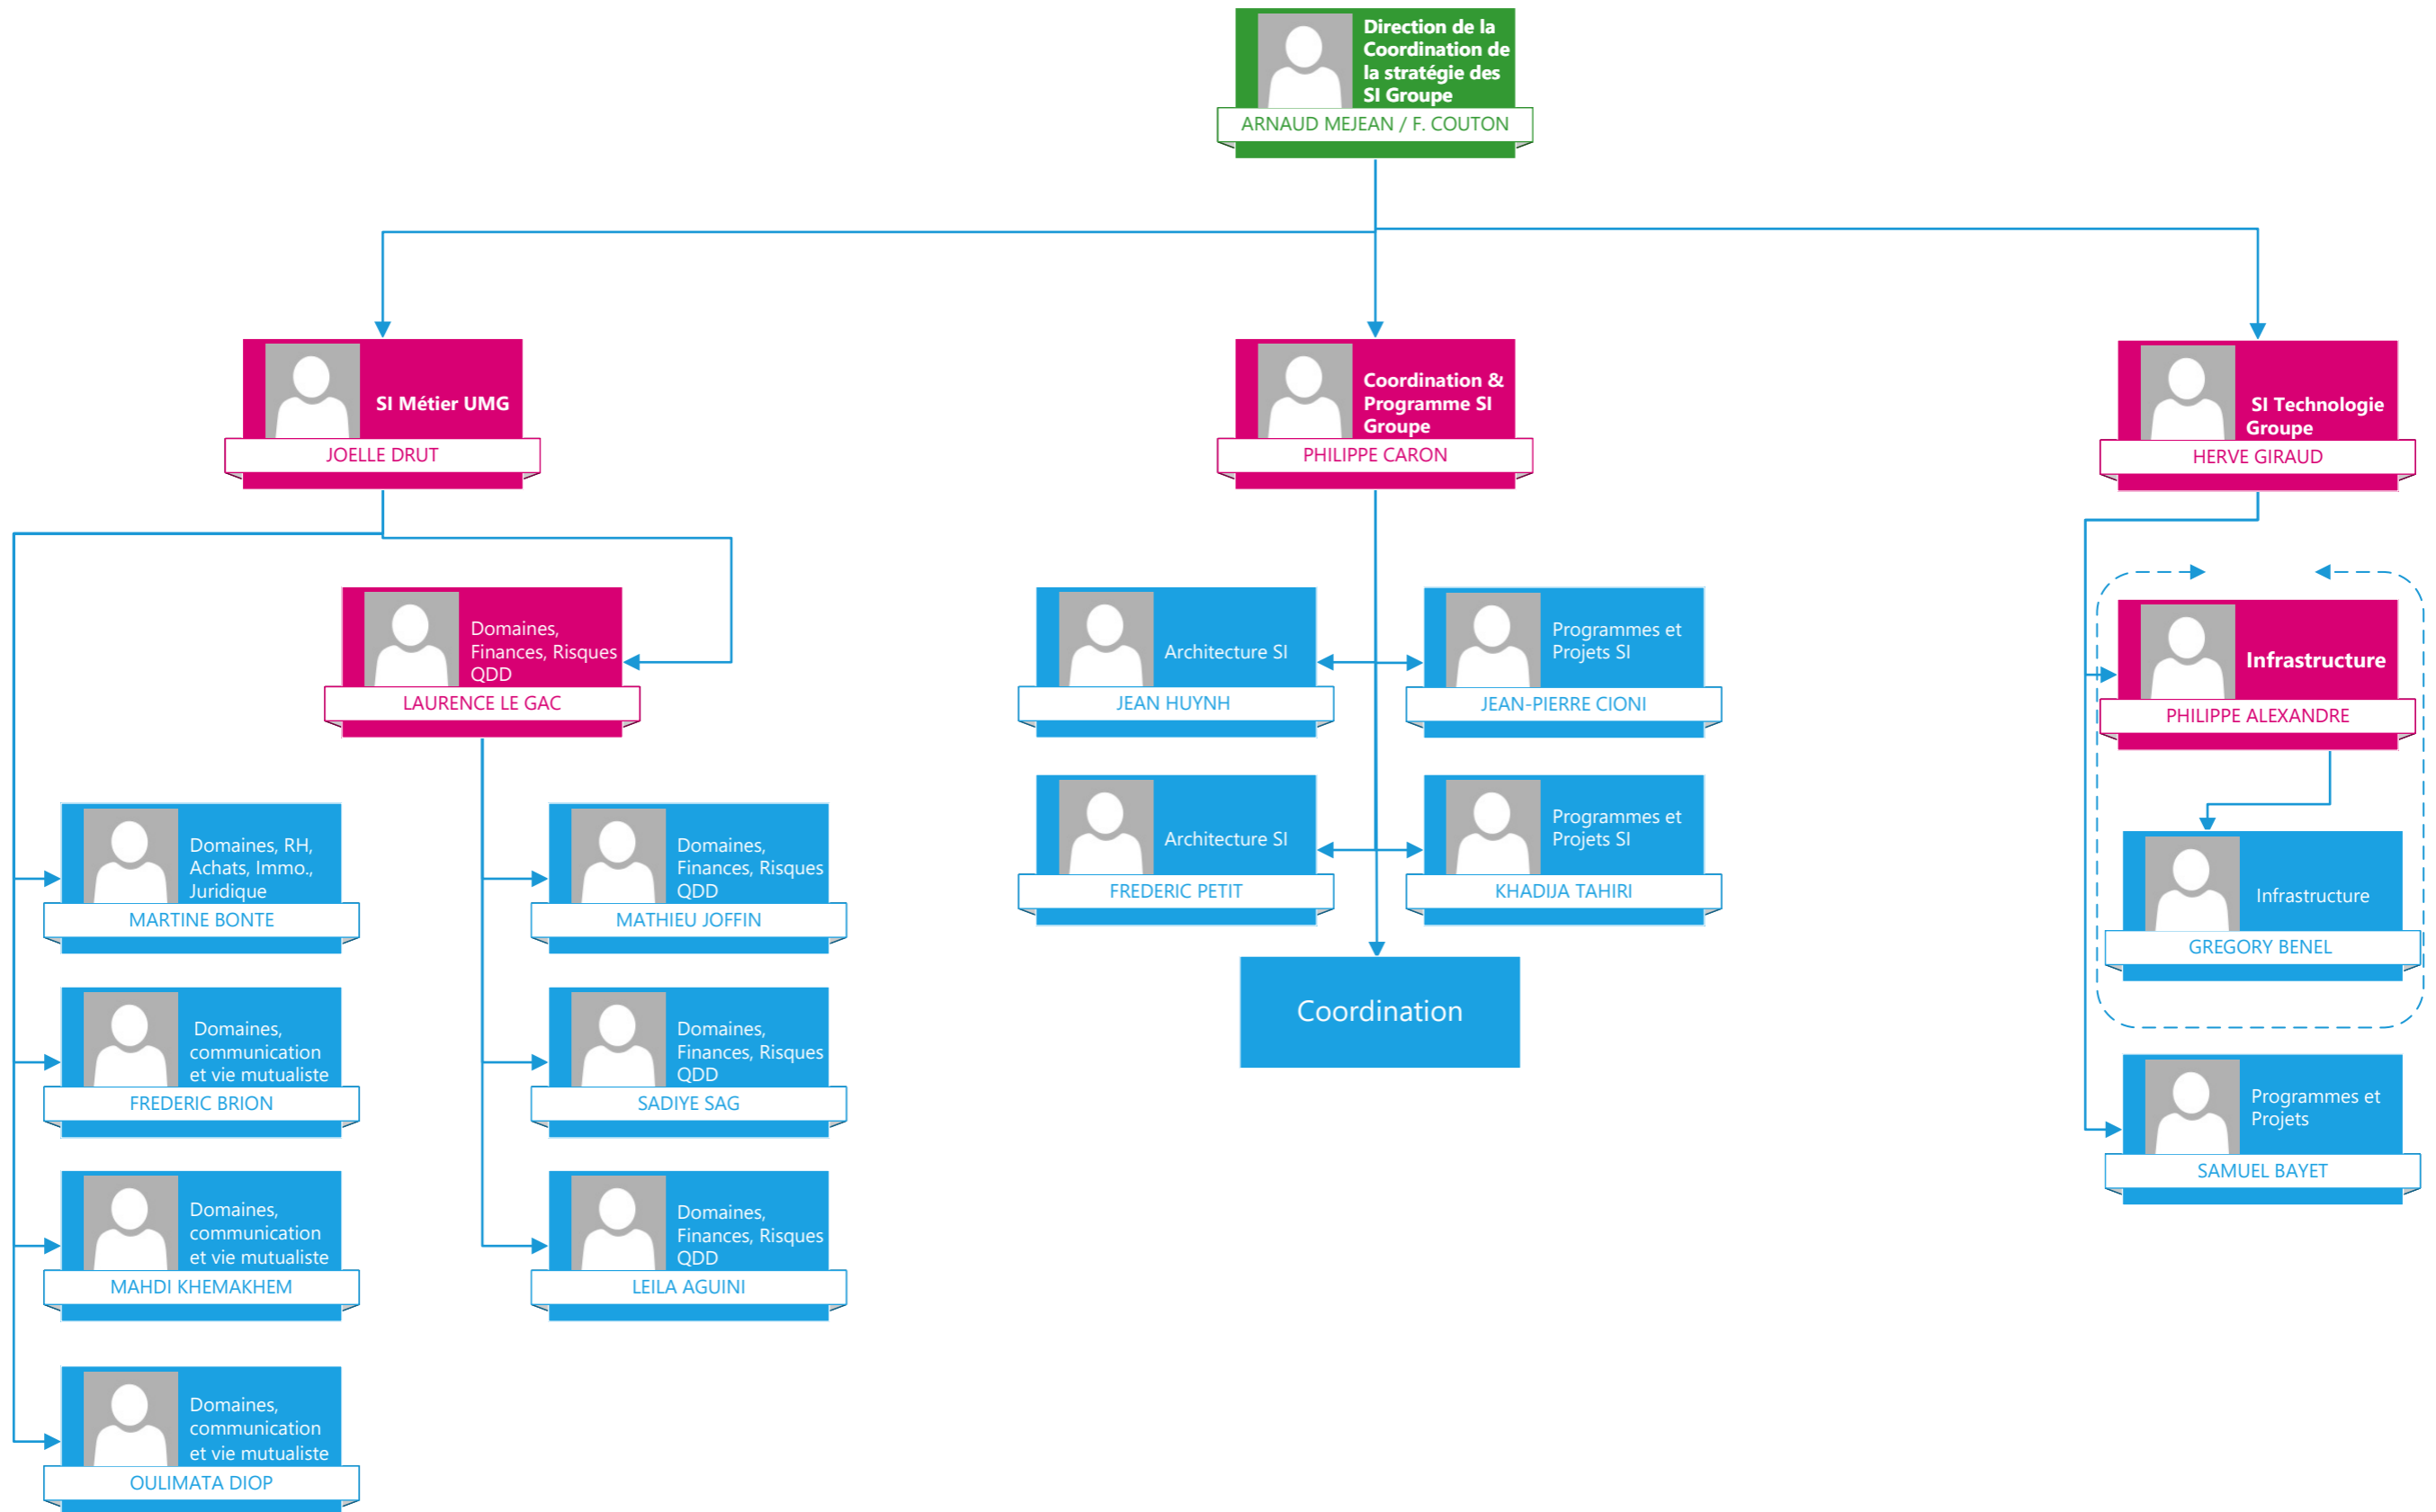 Direction de la
Coordination de
la stratégie des
SI Groupe
ARNAUD MEJEAN / F. COUTON
SI Métier UMG
JOELLE DRUT
Coordination &
Programme SI
Groupe
PHILIPPE CARON
SI Technologie
Groupe
HERVE GIRAUD
Domaines,
Finances, Risques
QDD
LAURENCE LE GAC
Architecture SI
JEAN HUYNH
Programmes et
Projets SI
JEAN-PIERRE CIONI
Infrastructure
PHILIPPE ALEXANDRE
Domaines, RH,
Achats, Immo.,
Juridique
MARTINE BONTE
Domaines,
Finances, Risques
QDD
MATHIEU JOFFIN
Architecture SI
FREDERIC PETIT
Programmes et
Projets SI
KHADIJA TAHIRI
Infrastructure
GREGORY BENEL
Domaines,
communication
et vie mutualiste
FREDERIC BRION
Domaines,
Finances, Risques
QDD
SADIYE SAG
Coordination
Programmes et
Projets
SAMUEL BAYET
Domaines,
communication
et vie mutualiste
MAHDI KHEMAKHEM
Domaines,
Finances, Risques
QDD
LEILA AGUINI
Domaines,
communication
et vie mutualiste
OULIMATA DIOP